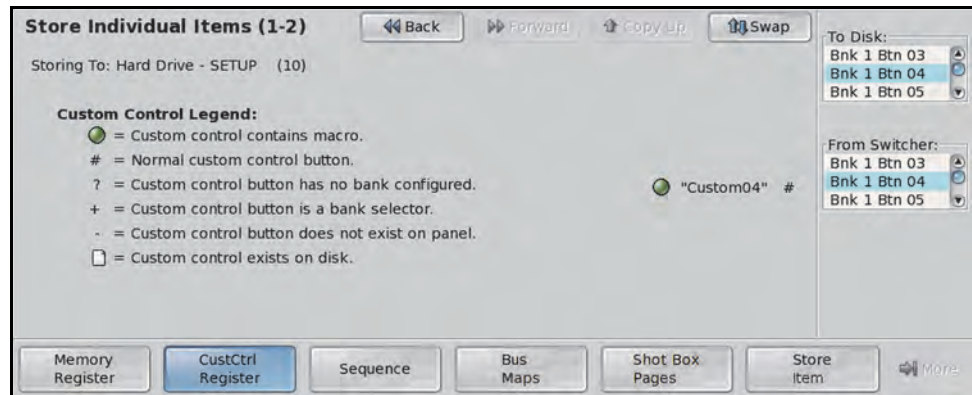 Store Individual Items (1-2)
Back
Forward
Copy Up
Swap
Storing To: Hard Drive - SETUP (10)
Custom Control Legend:
= Custom control contains macro.
# = Normal custom control button.
? = Custom control button has no bank configured.
+ = Custom control button is a bank selector.
- = Custom control button does not exist on panel.
= Custom control exists on disk.
"Custom04" #
To Disk:
Bnk 1 Btn 03
Bnk 1 Btn 04
Bnk 1 Btn 05
From Switcher:
Bnk 1 Btn 03
Bnk 1 Btn 04
Bnk 1 Btn 05
Memory
Register
CustCtrl
Register
Sequence
Bus
Maps
Shot Box
Pages
Store
Item
More